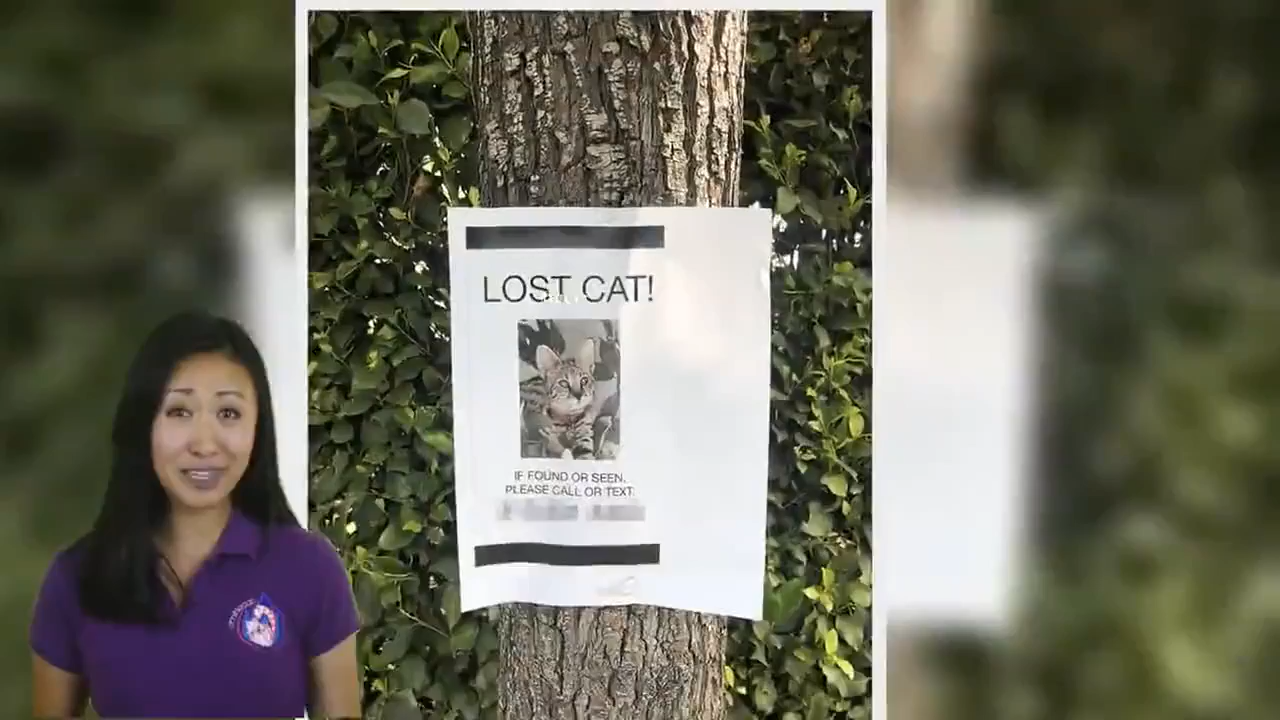 LOST CAT!
IF FOUND OR SEEN,
PLEASE CALL OR TEXT: